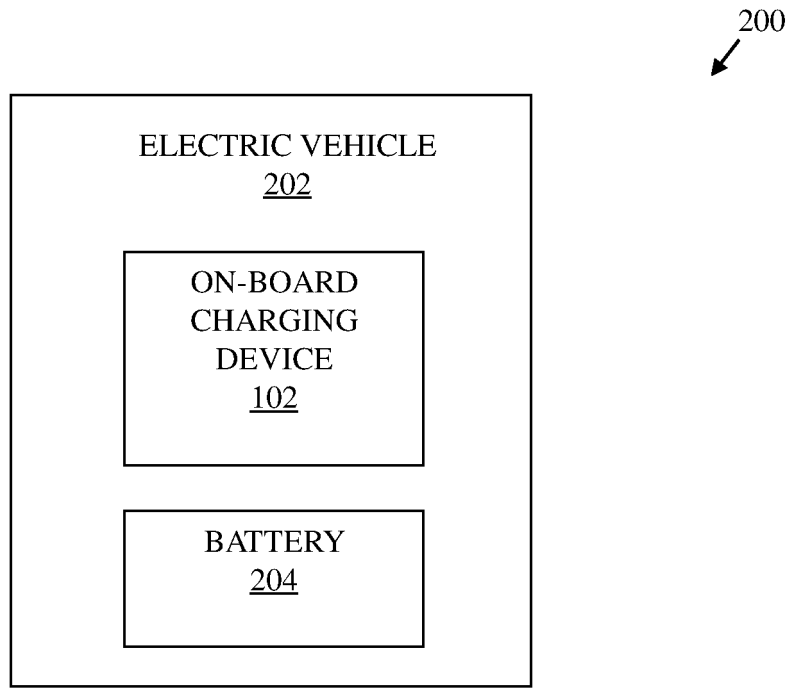 200
ELECTRIC VEHICLE
202
ON-BOARD
CHARGING
DEVICE
102
BATTERY
204